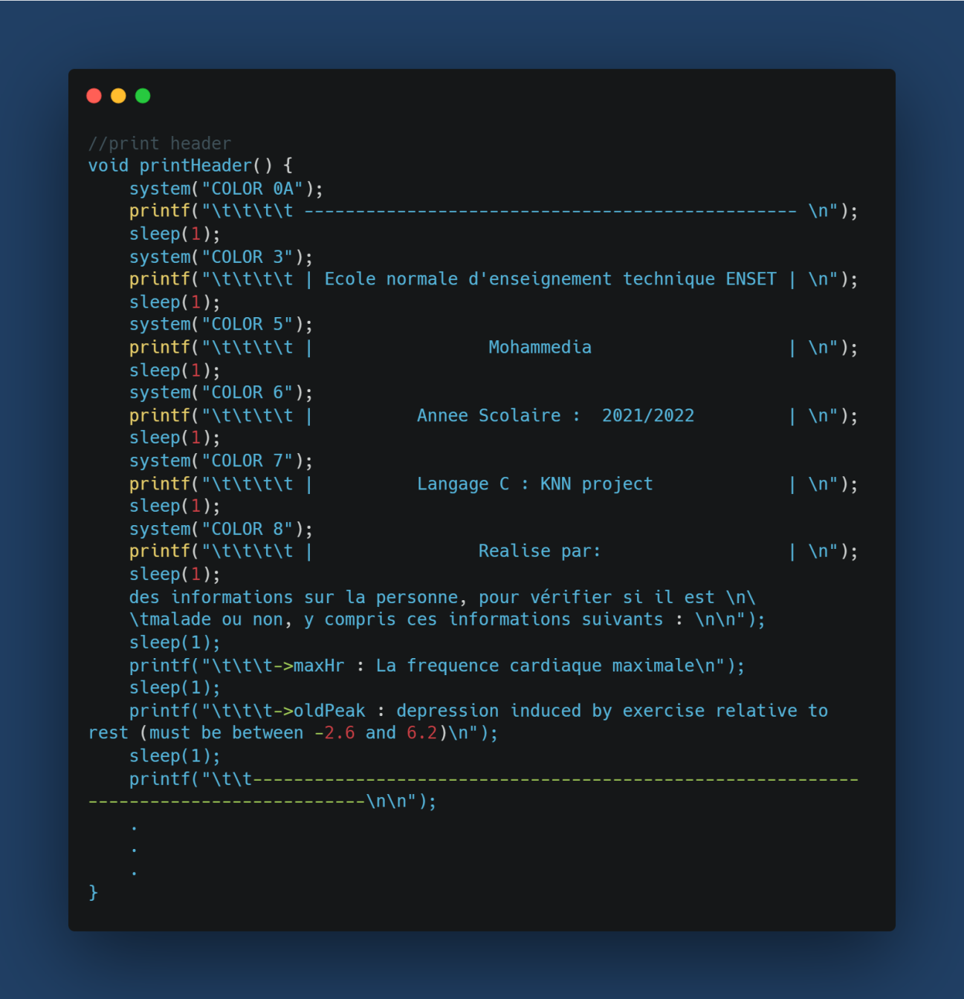 //print header
void printHeader() {
    system("COLOR 0A");
    printf("\t\t\t\t ------------------------------------------------ \n");
    sleep(1);
    system("COLOR 3");
    printf("\t\t\t\t | Ecole normale d'enseignement technique ENSET | \n");
    sleep(1);
    system("COLOR 5");
    printf("\t\t\t\t |                 Mohammedia                   | \n");
    sleep(1);
    system("COLOR 6");
    printf("\t\t\t\t |          Annee Scolaire :  2021/2022         | \n");
    sleep(1);
    system("COLOR 7");
    printf("\t\t\t\t |          Langage C : KNN project             | \n");
    sleep(1);
    system("COLOR 8");
    printf("\t\t\t\t |                Realise par:                  | \n");
    sleep(1);
    des informations sur la personne, pour vérifier si il est \n\
    \tmalade ou non, y compris ces informations suivants : \n\n");
    sleep(1);
    printf("\t\t\t->maxHr : La frequence cardiaque maximale\n");
    sleep(1);
    printf("\t\t\t->oldPeak : depression induced by exercise relative to
rest (must be between -2.6 and 6.2)\n");
    sleep(1);
    printf("\t\t-----------------------------------------------------------
---------------------------\n\n");
    .
    .
    .
}